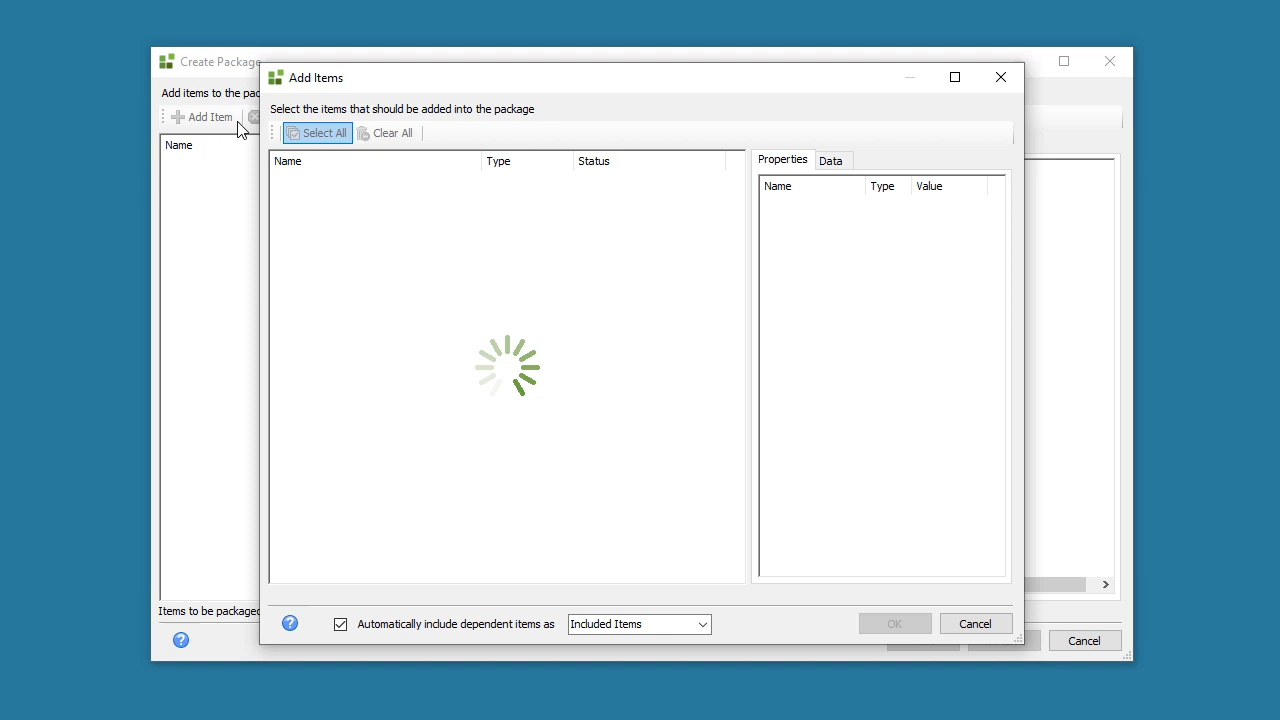 Create Package
Add items to the pac
Add Item
Name
Items to be packaged
Cancel
Add Items
Select the items that should be added into the package
Select All
Clear All
Name Type Status
Properties Data
Name Type Value
Automatically include dependent items as Included Items
OK Cancel